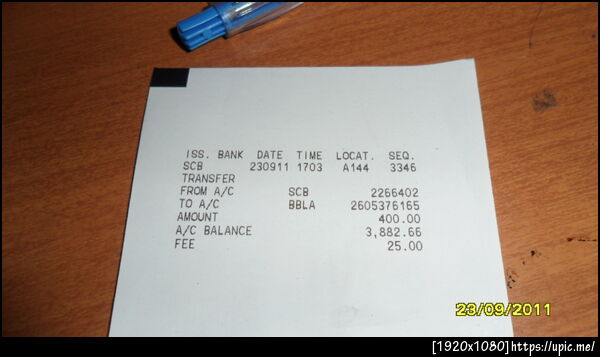 ISS. BANK DATE TIME LOCAT. SEQ.
SCB 230911 1703 A144 3346
TRANSFER
FROM A/C SCB 2266402
TO A/C BBLA 2605376165
AMOUNT 400.00
A/C BALANCE 3,882.66
FEE 25.00
23/09/2011
[1920x1080]https://upic.me/